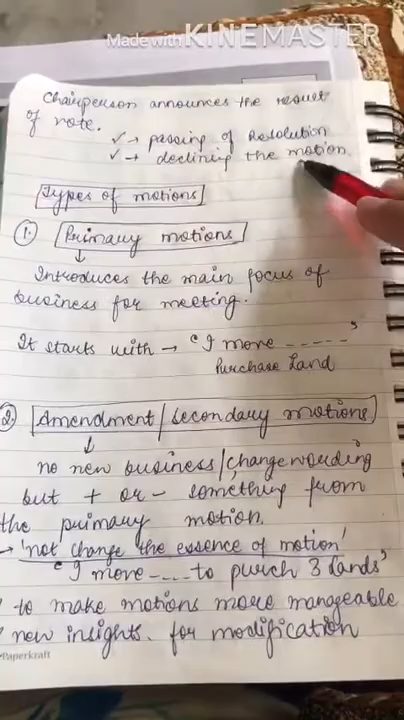 Made with KINEMASTER
Chairperson announces the result
of vote.
✓→ passing of Resolution
✓→ declining the motion.
Types of motions
1. Primary motions
↓
Introduces the main focus of
business for meeting.
It starts with → "I move -----"
Purchase Land
2 Amendment/secondary motions
↓
no new business/change wording
but + or - something from
the primary motion.
→ 'not change the essence of motion'
"I move ---- to purch 3 lands"
to make motions more mangeable
new insights. for modification
Paperkraft